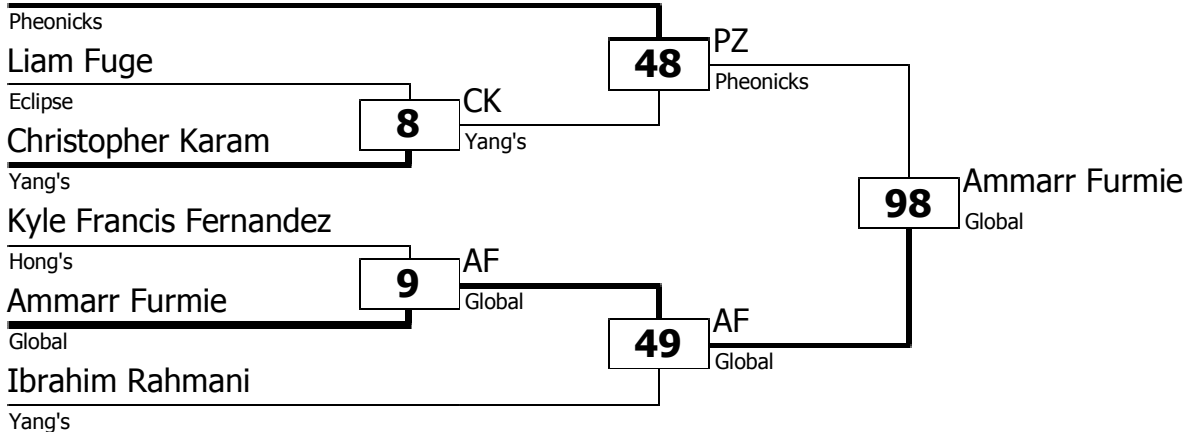 Pheonicks
PZ
48
Liam Fuge
Pheonicks
Eclipse
CK
8
Christopher Karam
Yang's
Yang's
Ammarr Furmie
98
Global
Kyle Francis Fernandez
Hong's
AF
9
Ammarr Furmie
Global
Global
AF
49
Global
Ibrahim Rahmani
Yang's